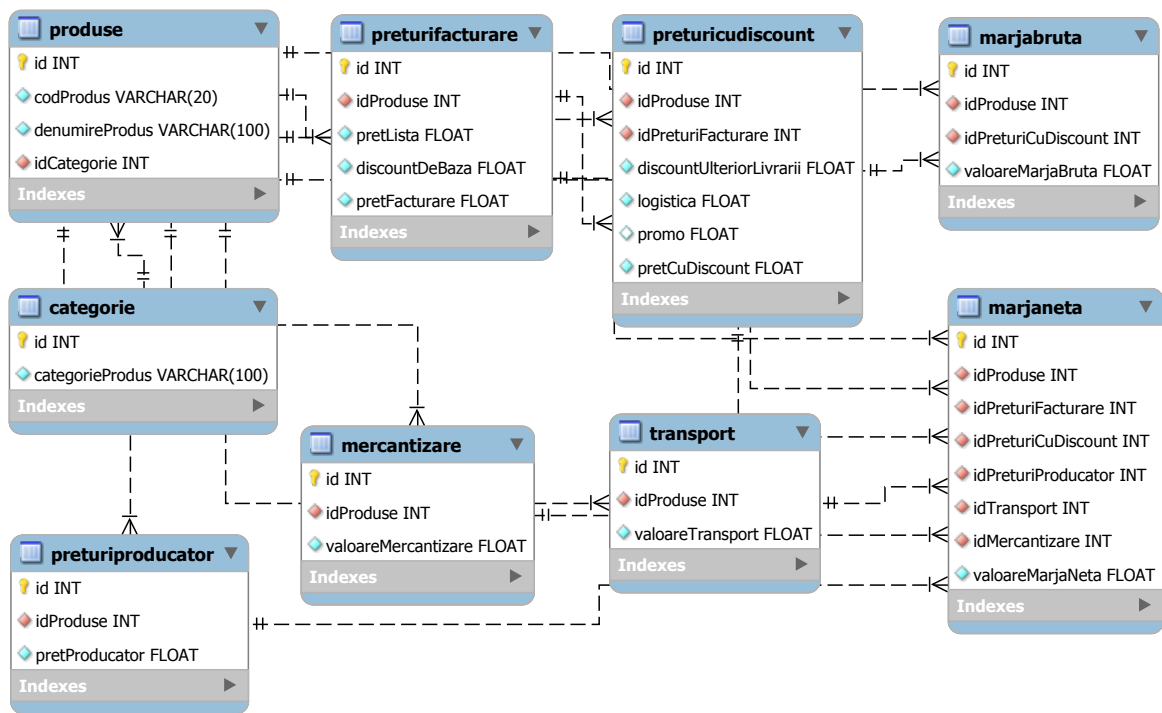 produse
id INT
codProdus VARCHAR(20)
denumireProdus VARCHAR(100)
idCategorie INT
Indexes
preturifacturare
id INT
idProduse INT
pretLista FLOAT
discountDeBaza FLOAT
pretFacturare FLOAT
Indexes
preturicudiscount
id INT
idProduse INT
idPreturiFacturare INT
discountUlteriorLivrarii FLOAT
logistica FLOAT
promo FLOAT
pretCuDiscount FLOAT
Indexes
marjabruta
id INT
idProduse INT
idPreturiCuDiscount INT
valoareMarjaBruta FLOAT
Indexes
categorie
id INT
categorieProdus VARCHAR(100)
Indexes
mercantizare
id INT
idProduse INT
valoareMercantizare FLOAT
Indexes
transport
id INT
idProduse INT
valoareTransport FLOAT
Indexes
marjaneta
id INT
idProduse INT
idPreturiFacturare INT
idPreturiCuDiscount INT
idPreturiProducator INT
idTransport INT
idMercantizare INT
valoareMarjaNeta FLOAT
Indexes
preturiproducator
id INT
idProduse INT
pretProducator FLOAT
Indexes